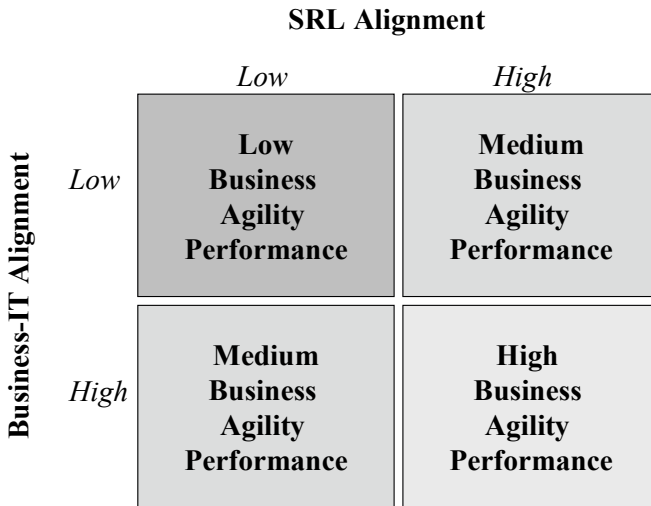 SRL Alignment
Low High
Business-IT Alignment
Low
Low
Business
Agility
Performance
Medium
Business
Agility
Performance
High
Medium
Business
Agility
Performance
High
Business
Agility
Performance